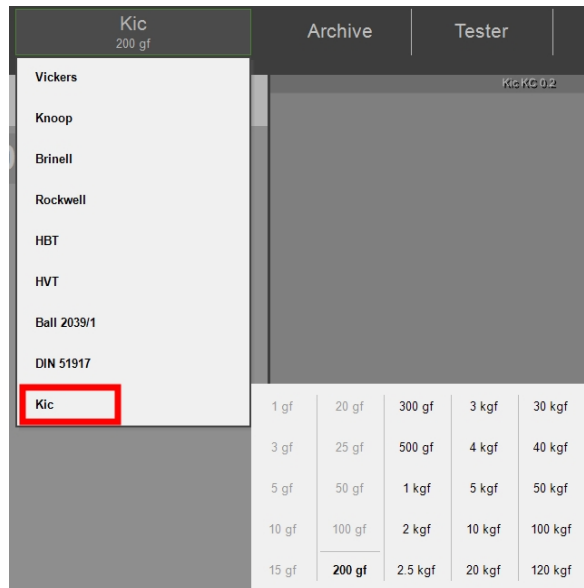 Kic
200 gf
Archive
Tester
Kic KC 0.2
Vickers
Knoop
Brinell
Rockwell
HBT
HVT
Ball 2039/1
DIN 51917
Kic
1 gf 20 gf 300 gf 3 kgf 30 kgf
3 gf 25 gf 500 gf 4 kgf 40 kgf
5 gf 50 gf 1 kgf 5 kgf 50 kgf
10 gf 100 gf 2 kgf 10 kgf 100 kgf
15 gf 200 gf 2.5 kgf 20 kgf 120 kgf